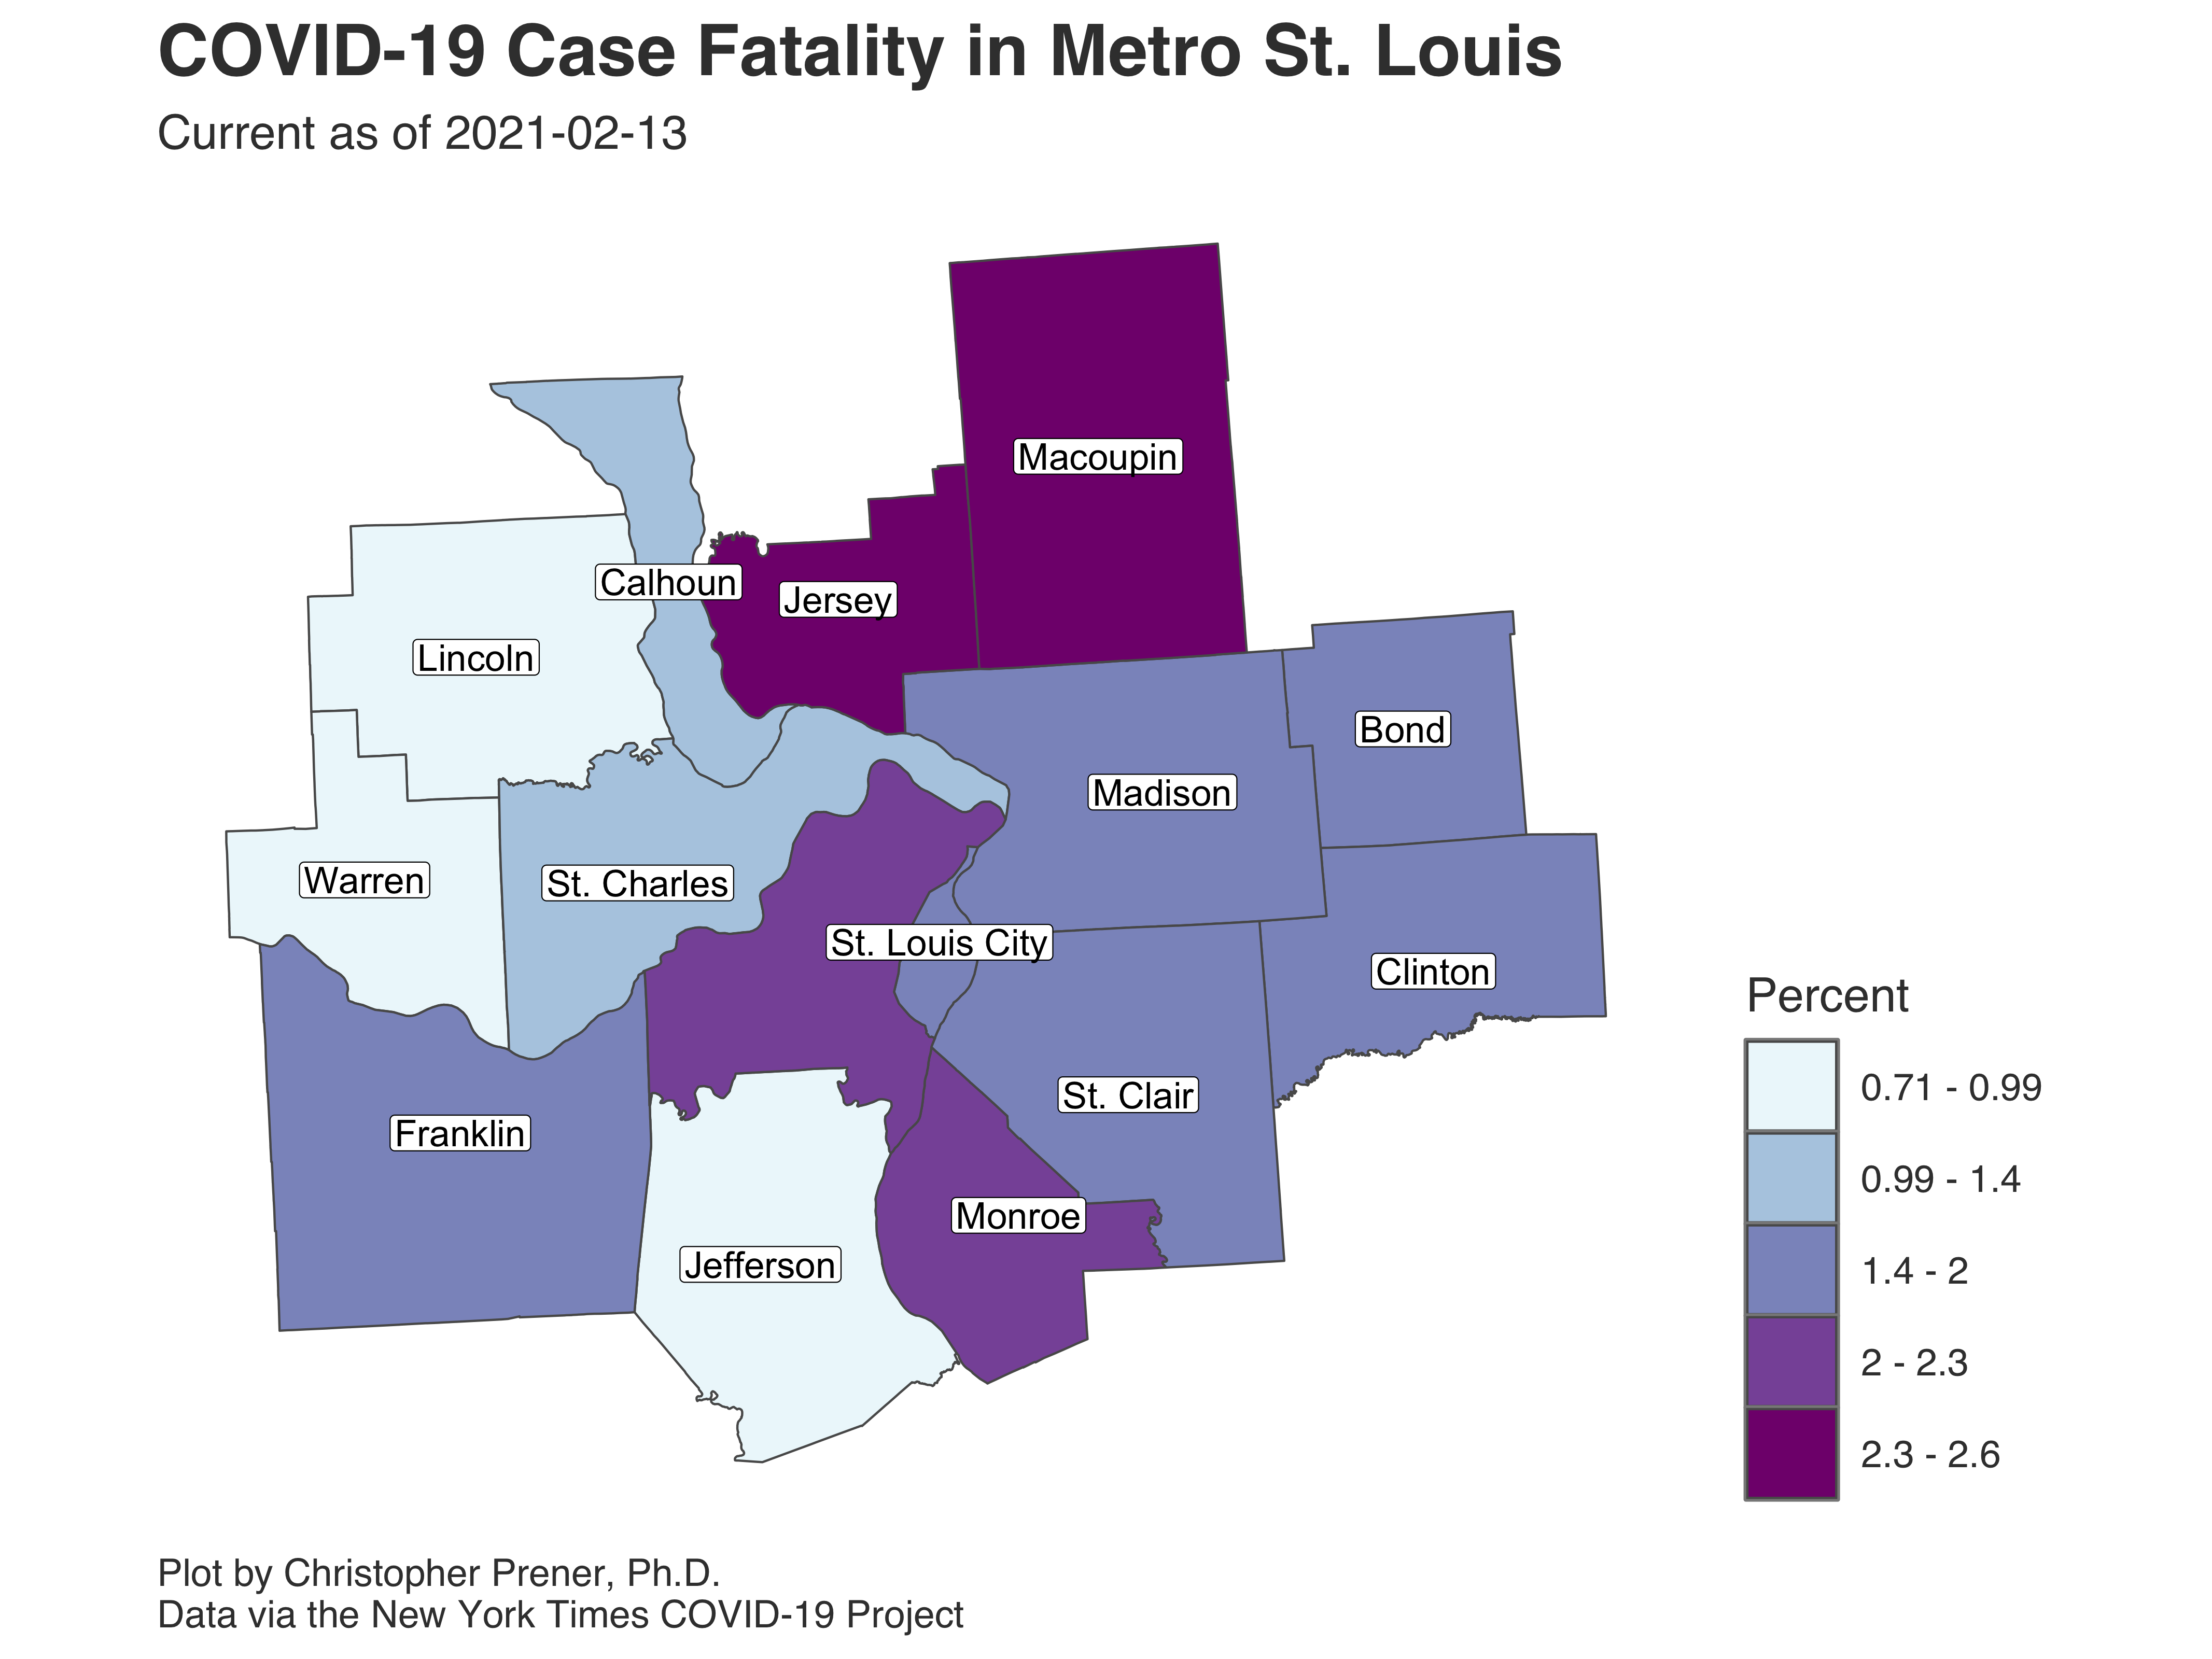 COVID-19 Case Fatality in Metro St. Louis
Current as of 2021-02-13
Macoupin
Calhoun
Jersey
Lincoln
Bond
Madison
Warren
St. Charles
St. Louis City
Clinton
St. Clair
Franklin
Monroe
Jefferson
Percent
0.71 - 0.99
0.99 - 1.4
1.4 - 2
2 - 2.3
2.3 - 2.6
Plot by Christopher Prener, Ph.D.
Data via the New York Times COVID-19 Project